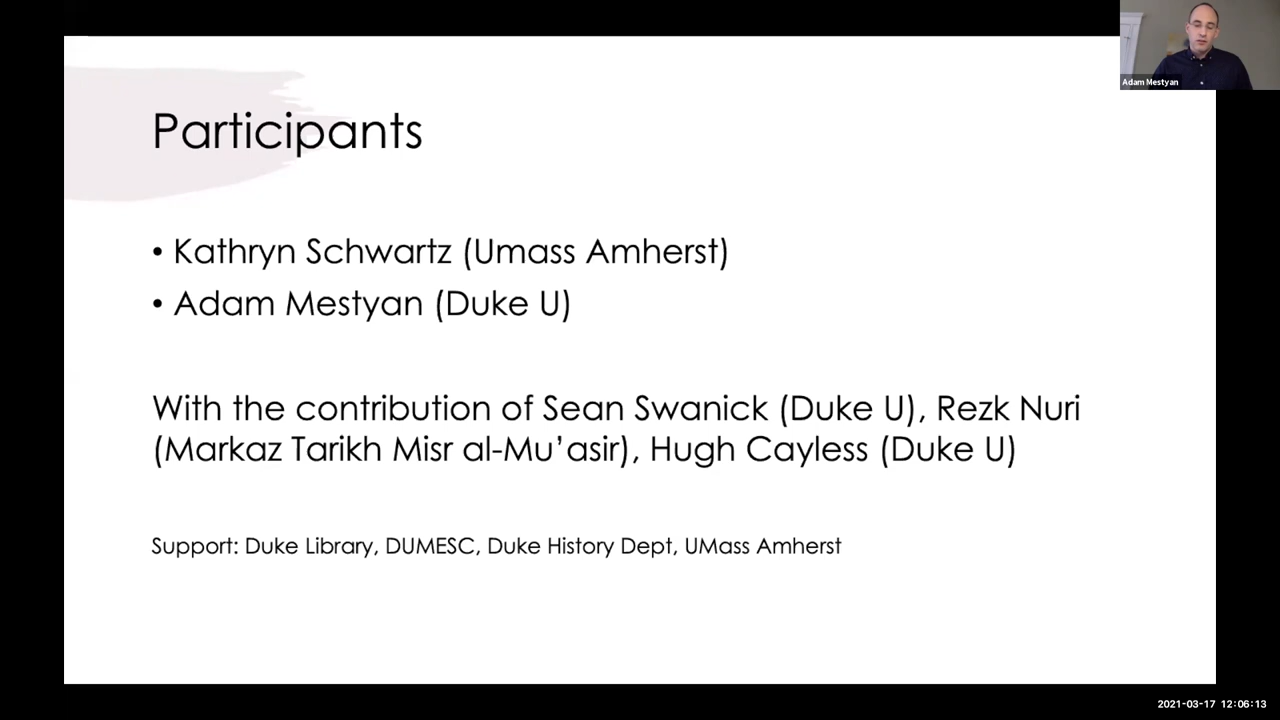 Adam Mestyan
Participants
• Kathryn Schwartz (Umass Amherst)
• Adam Mestyan (Duke U)
With the contribution of Sean Swanick (Duke U), Rezk Nuri
(Markaz Tarikh Misr al-Mu’asir), Hugh Cayless (Duke U)
Support: Duke Library, DUMESC, Duke History Dept, UMass Amherst
2021-03-17 12:06:13